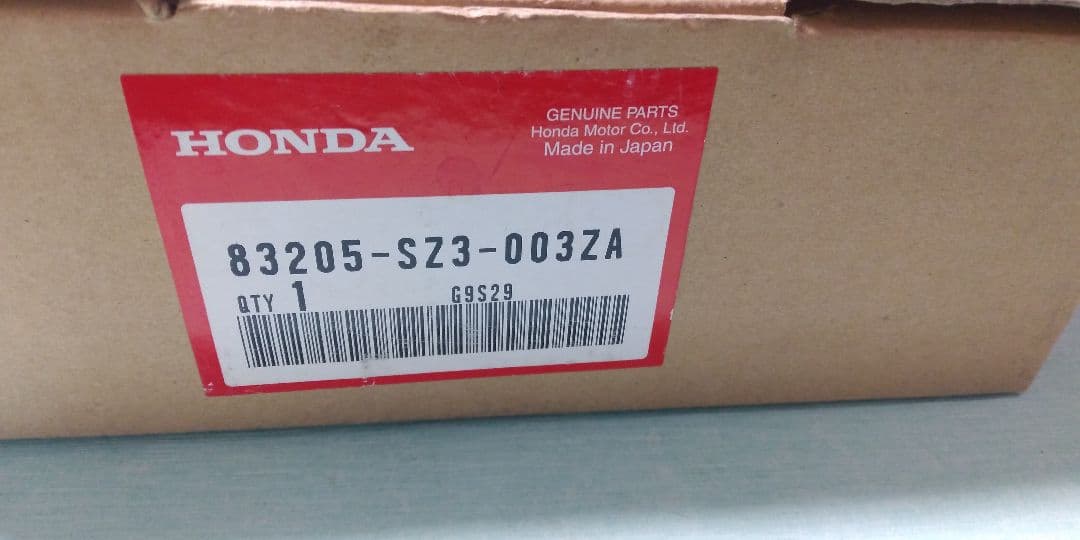 HONDA
GENUINE PARTS
Honda Motor Co., Ltd.
Made in Japan
83205-SZ3-003ZA
QTY 1 G9S29